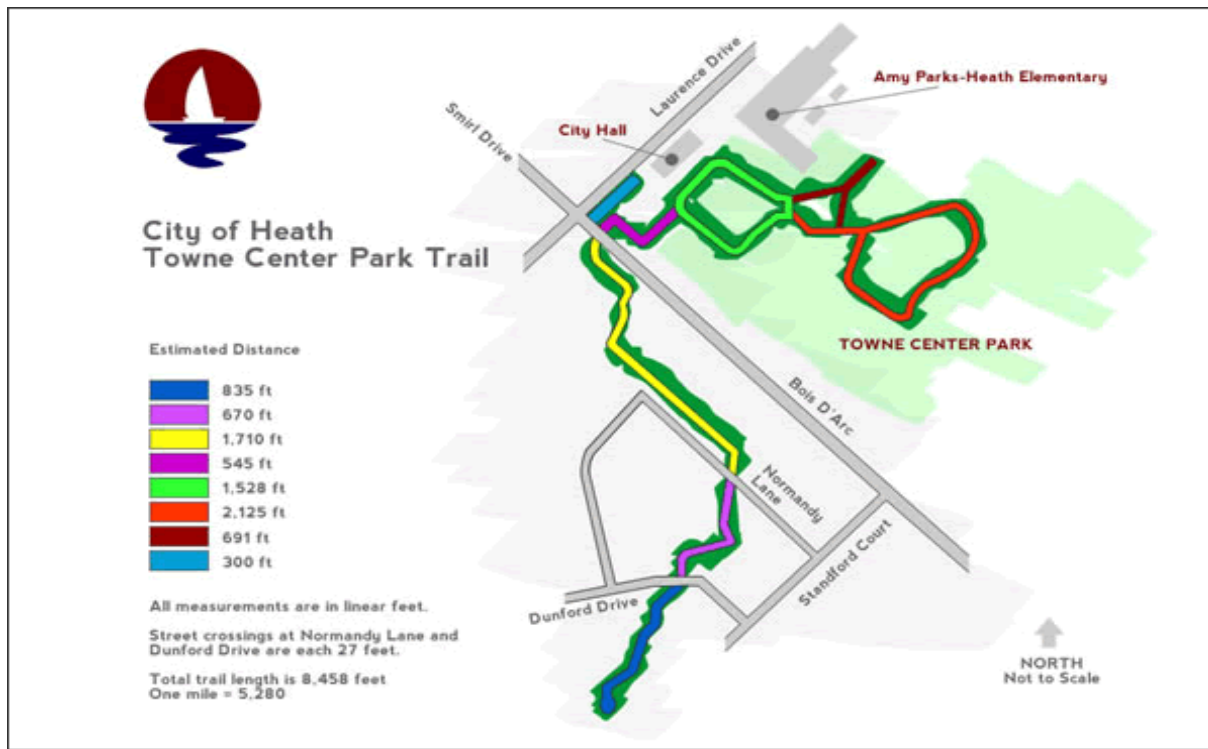 Laurence Drive
Smirl Drive
Amy Parks-Heath Elementary
City Hall
City of Heath
Towne Center Park Trail
TOWNE CENTER PARK
Estimated Distance
835 ft
670 ft
1,710 ft
545 ft
1,528 ft
2,125 ft
691 ft
300 ft
Bois D'Arc
Normandy
Lane
Standford Court
Dunford Drive
All measurements are in linear feet.
Street crossings at Normandy Lane and
Dunford Drive are each 27 feet.
Total trail length is 8,458 feet
One mile = 5,280
NORTH
Not to Scale